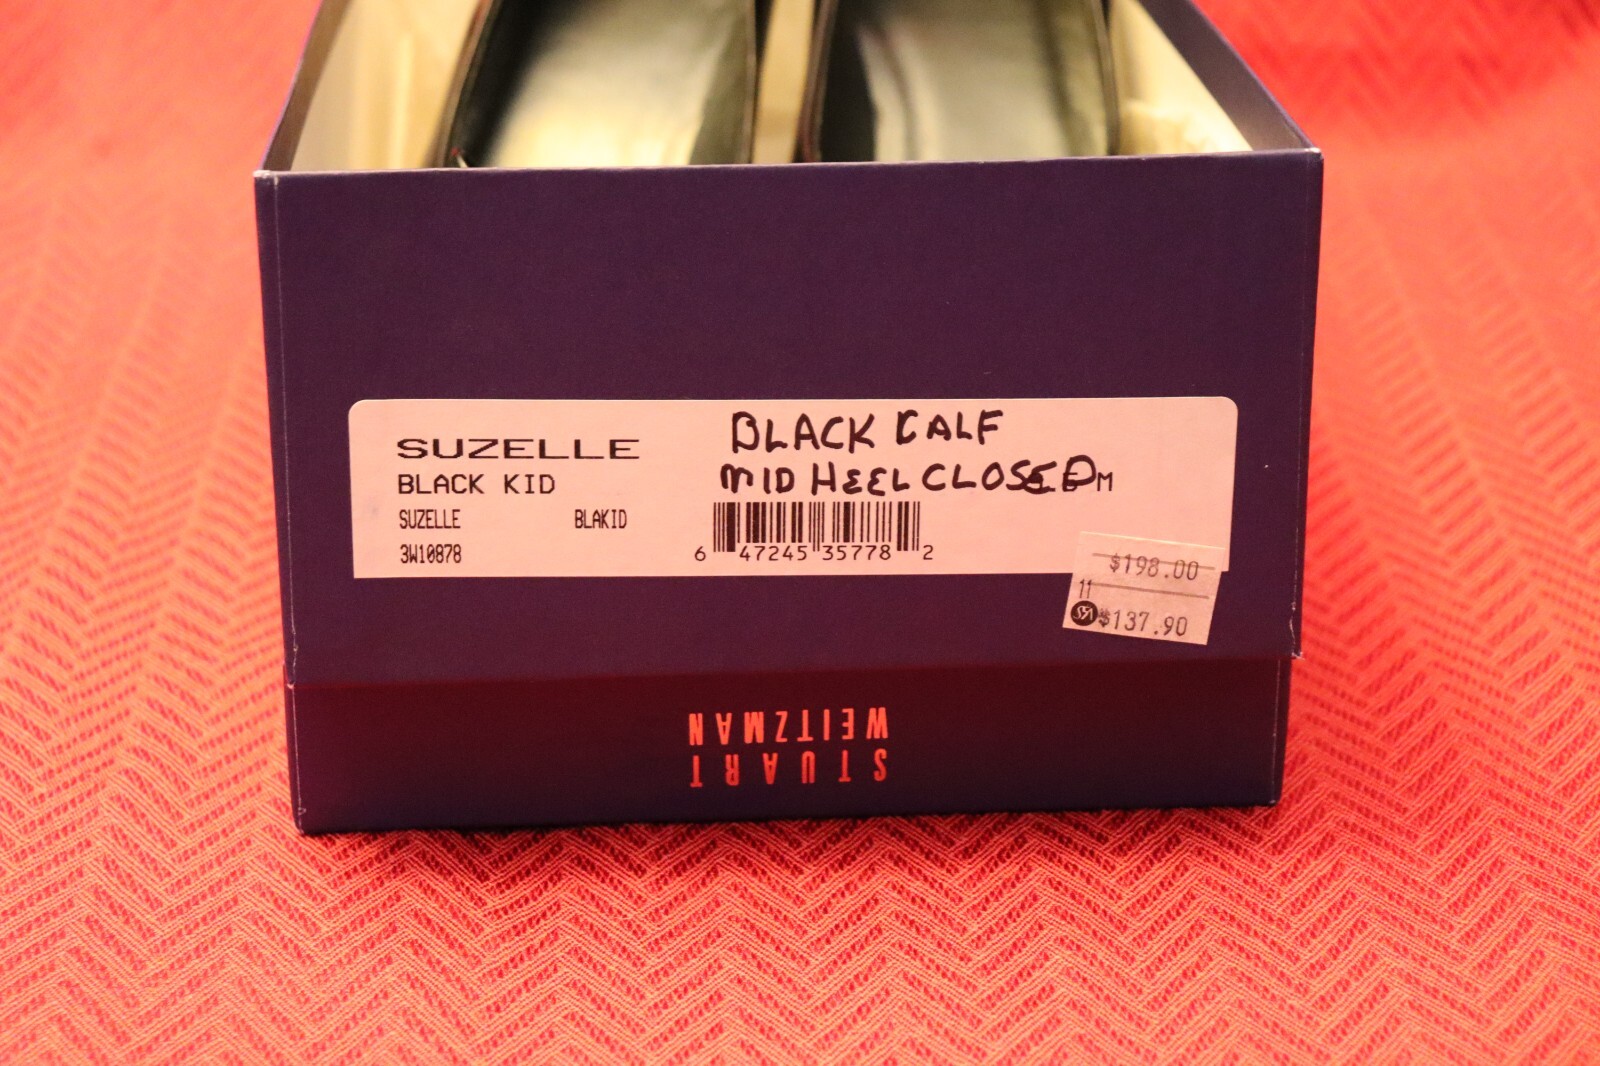 SUZELLE
BLACK KID
SUZELLE BLAKID
3W10878
BLACK CALF
MID HEEL CLOSED M
6 47245 35778 2
$198.00
11
$137.90
STUART
WEITZMAN